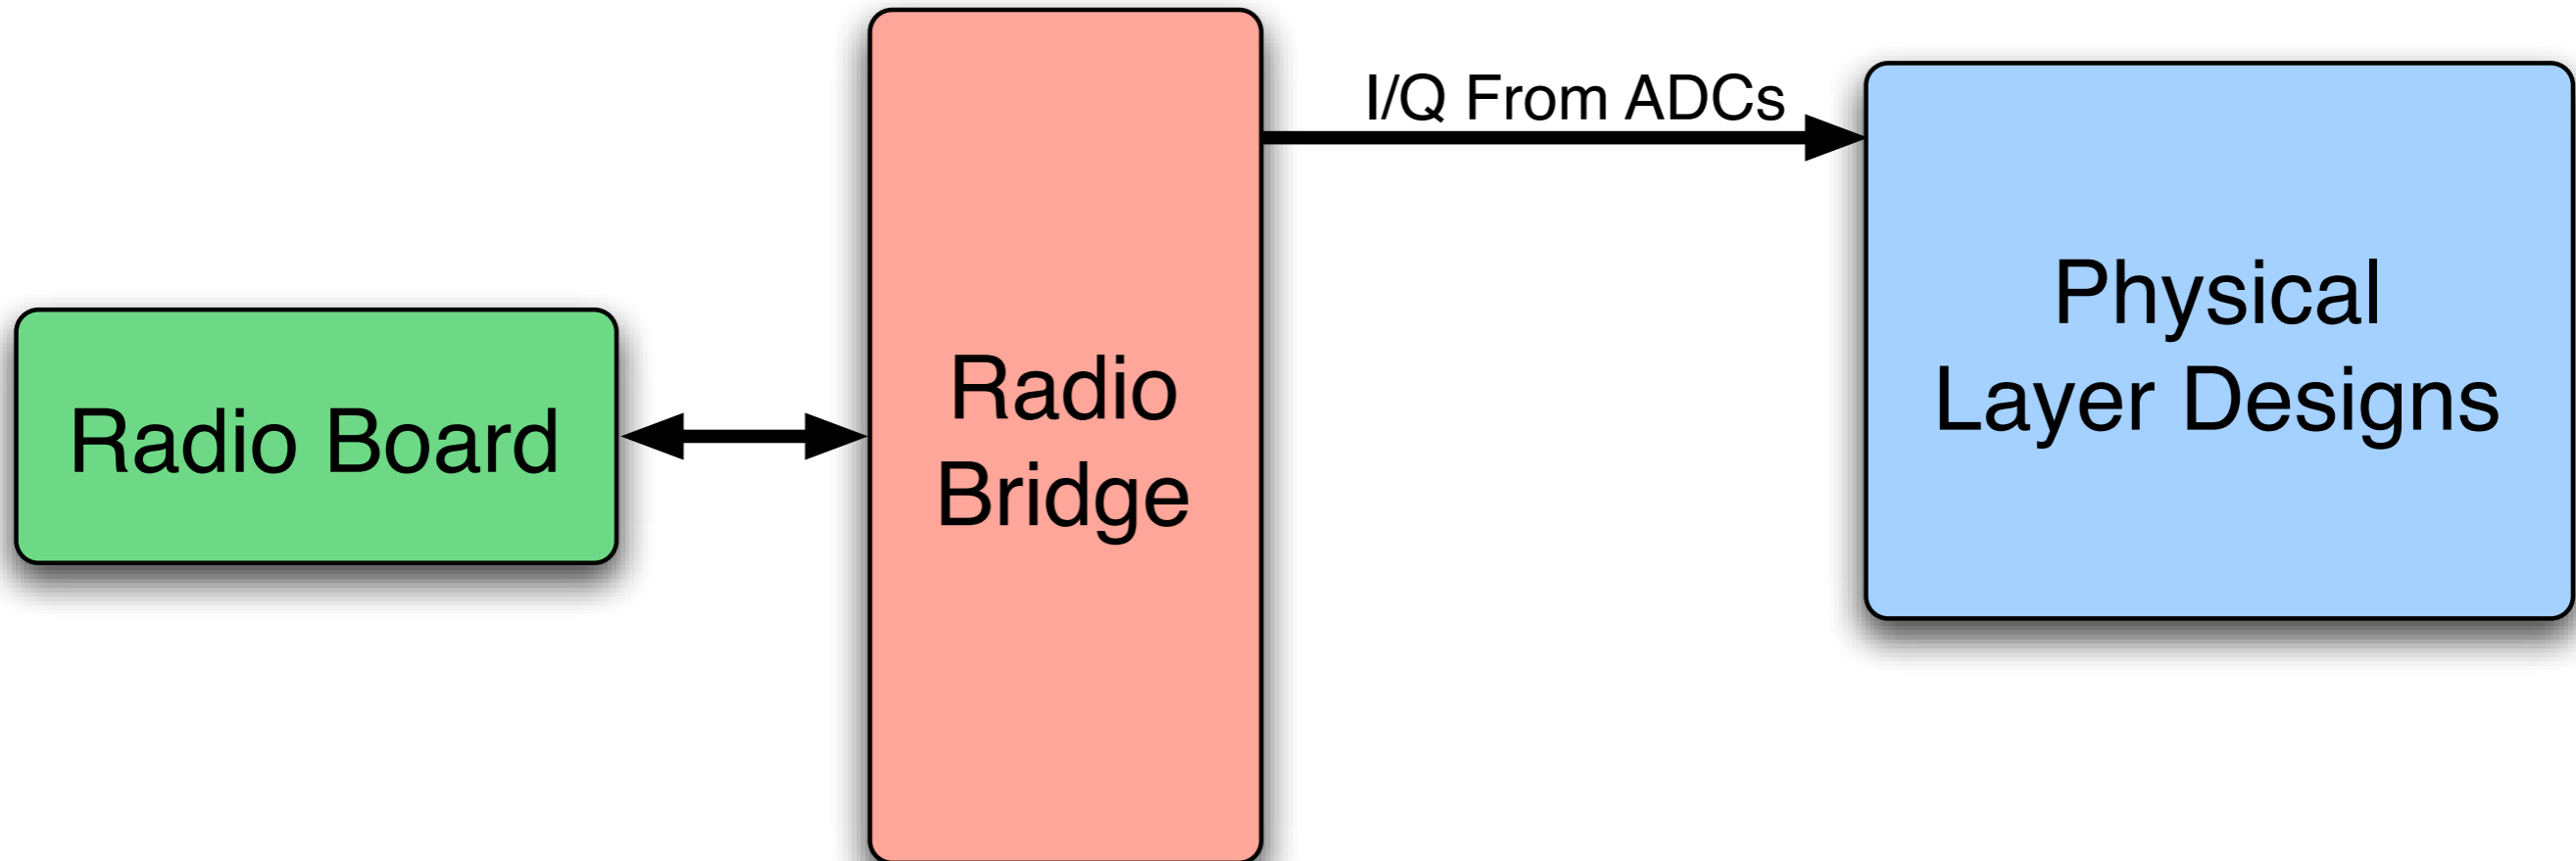 I/Q From ADCs
Radio Board
Radio
Bridge
Physical
Layer Designs